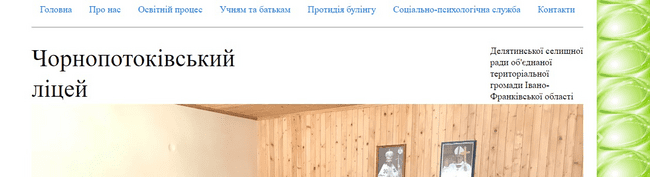 Головна Про нас Освітній процес Учням та батькам Протидія булінгу Соціально-психологічна служба Контакти
Чорнопотоківський
ліцей
Делятинської селищної
ради об'єднаної
територіальної
громади Івано-
Франківської області